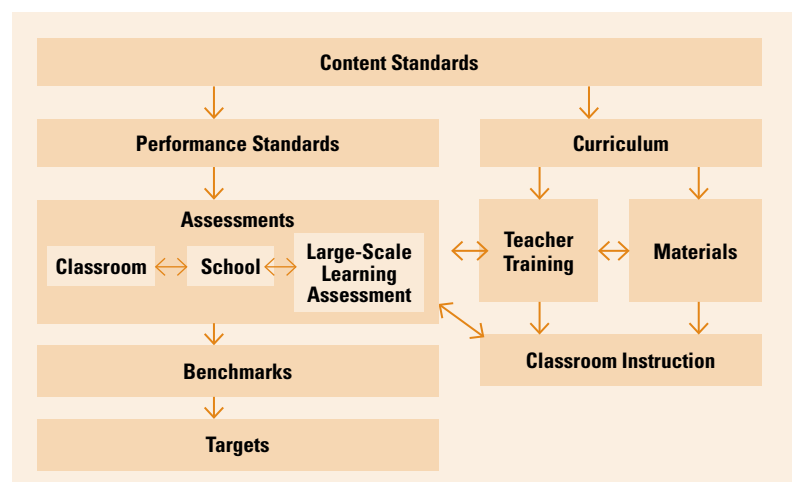 Content Standards
Performance Standards
Curriculum
Assessments
Classroom
School
Large-Scale
Learning
Assessment
Teacher
Training
Materials
Benchmarks
Classroom Instruction
Targets